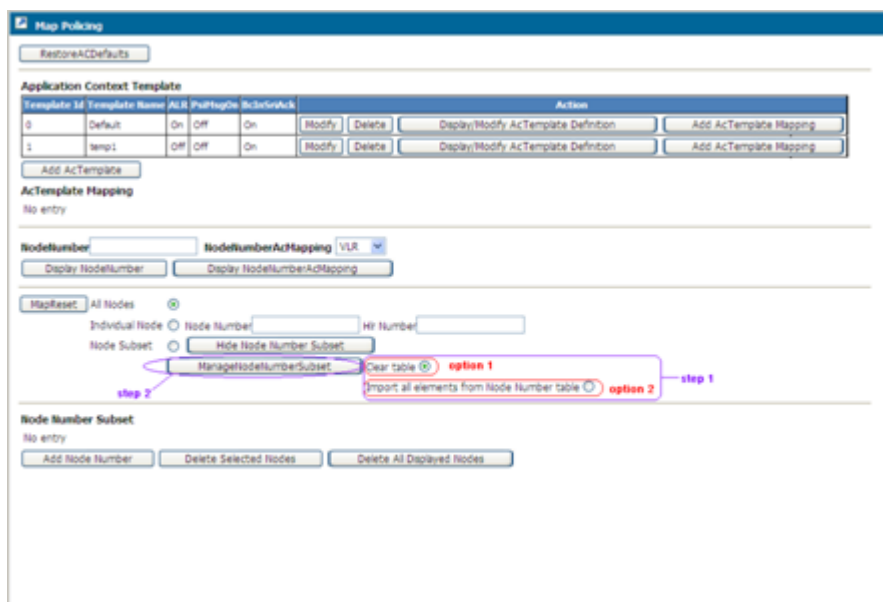 Map Policing
RestoreACDefaults
Application Context Template
Template Id Template Name ALR PsiMsgOn BcInSriAck Action
0 Default On Off On Modify Delete Display/Modify AcTemplate Definition Add AcTemplate Mapping
1 temp1 Off Off On Modify Delete Display/Modify AcTemplate Definition Add AcTemplate Mapping
Add AcTemplate
AcTemplate Mapping
No entry
NodeNumber NodeNumberAcMapping VLR
Display NodeNumber Display NodeNumberAcMapping
MapReset All Nodes
Individual Node Node Number Hlr Number
Node Subset Hide Node Number Subset
ManageNodeNumberSubset Clear table option 1
step 1
step 2 Import all elements from Node Number table option 2
Node Number Subset
No entry
Add Node Number Delete Selected Nodes Delete All Displayed Nodes